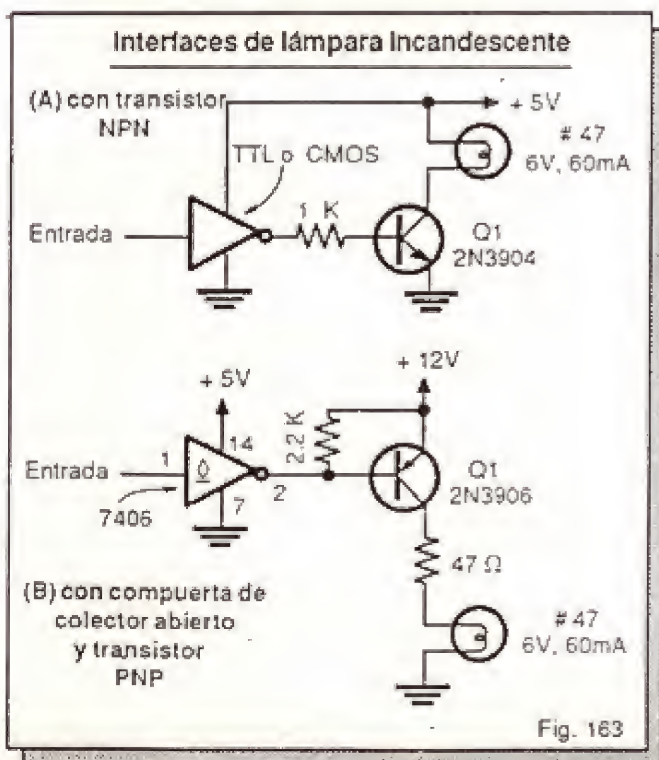 Interfaces de lámpara Incandescente
(A) con transistor
NPN
+ 5V
# 47
6V, 60mA
TTL o CMOS
Entrada
1 K
Q1
2N3904
+ 12V
+ 5V
2.2 K
14
1
Entrada
2
7
7406
Q1
2N3906
47 Ω
(B) con compuerta de
colector abierto
y transistor
PNP
# 47
6V, 60mA
Fig. 163